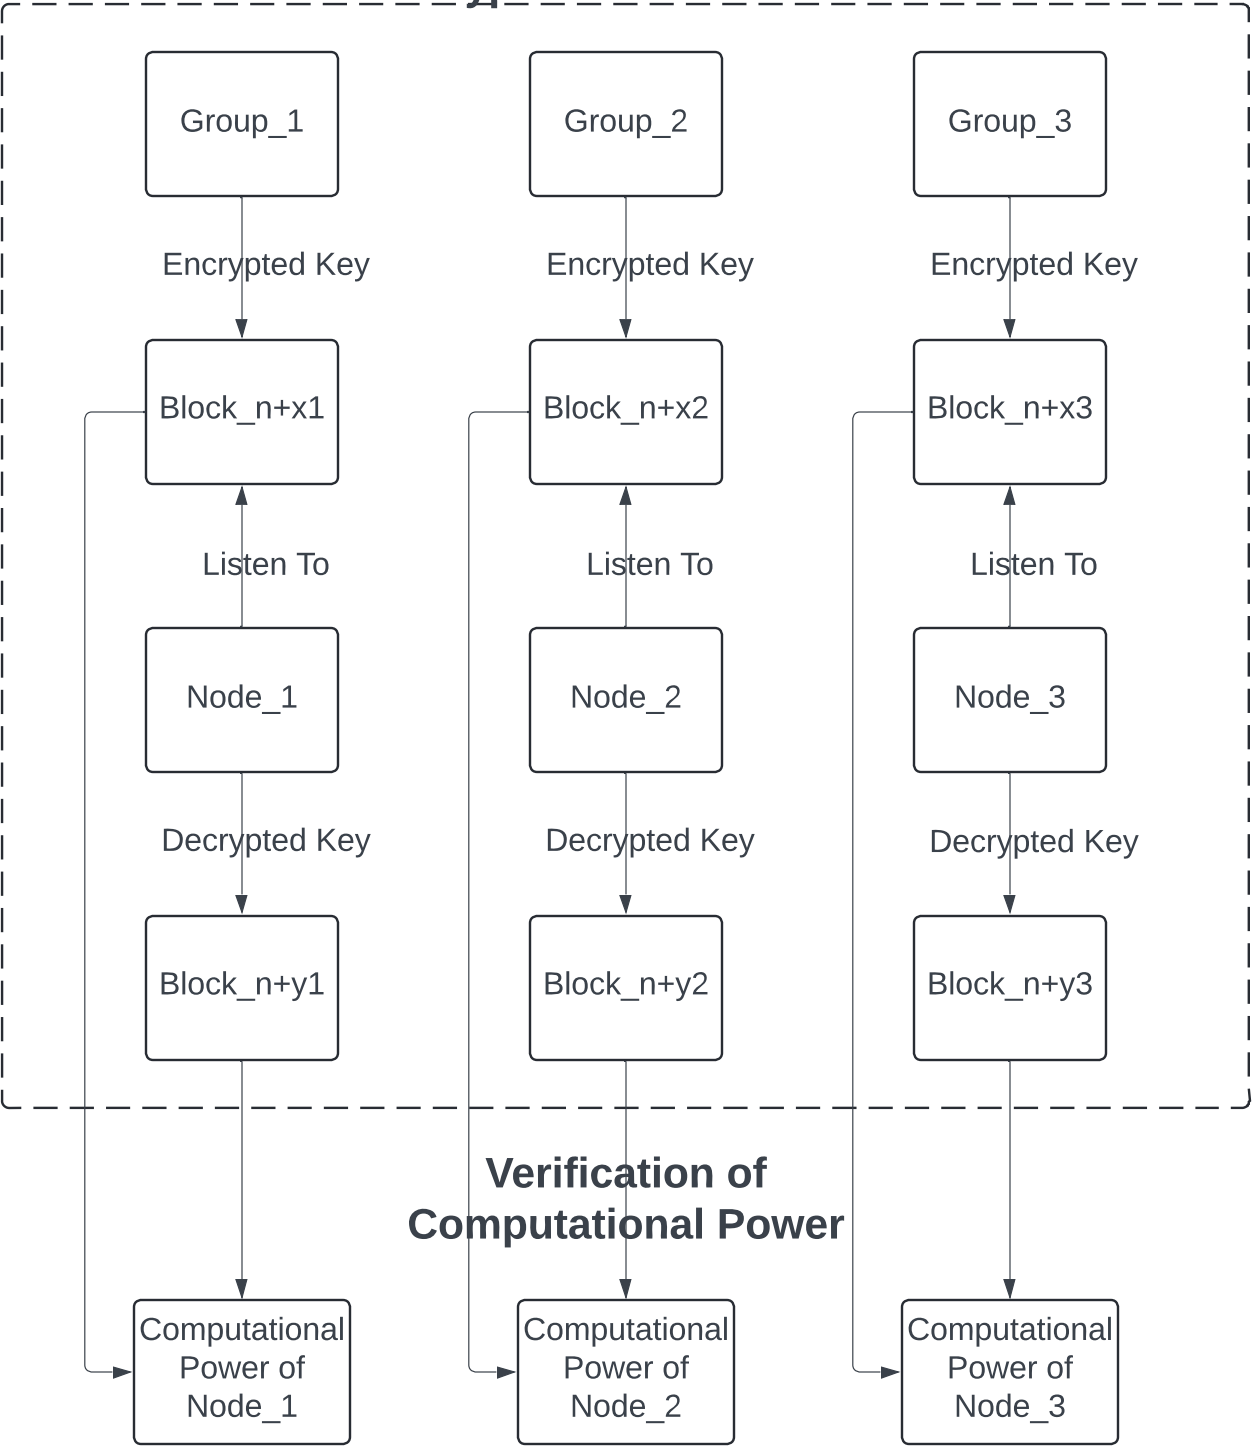 Group_1 Group_2 Group_3
Encrypted Key Encrypted Key Encrypted Key
Block_n+x1 Block_n+x2 Block_n+x3
Listen To Listen To Listen To
Node_1 Node_2 Node_3
Decrypted Key Decrypted Key Decrypted Key
Block_n+y1 Block_n+y2 Block_n+y3
Verification of
Computational Power
Computational
Power of
Node_1
Computational
Power of
Node_2
Computational
Power of
Node_3